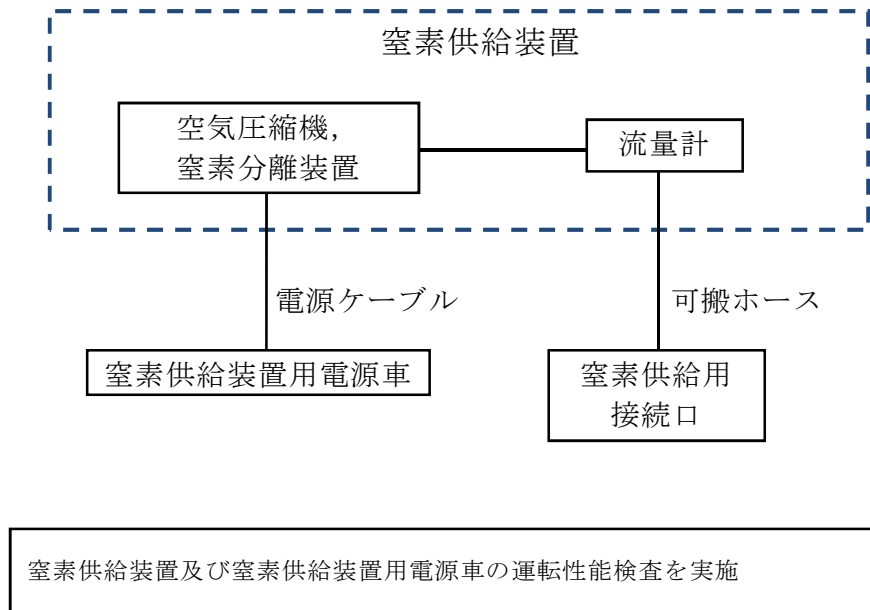 窒素供給装置
空気圧縮機,
窒素分離装置
流量計
電源ケーブル
可搬ホース
窒素供給装置用電源車
窒素供給用
接続口
窒素供給装置及び窒素供給装置用電源車の運転性能検査を実施